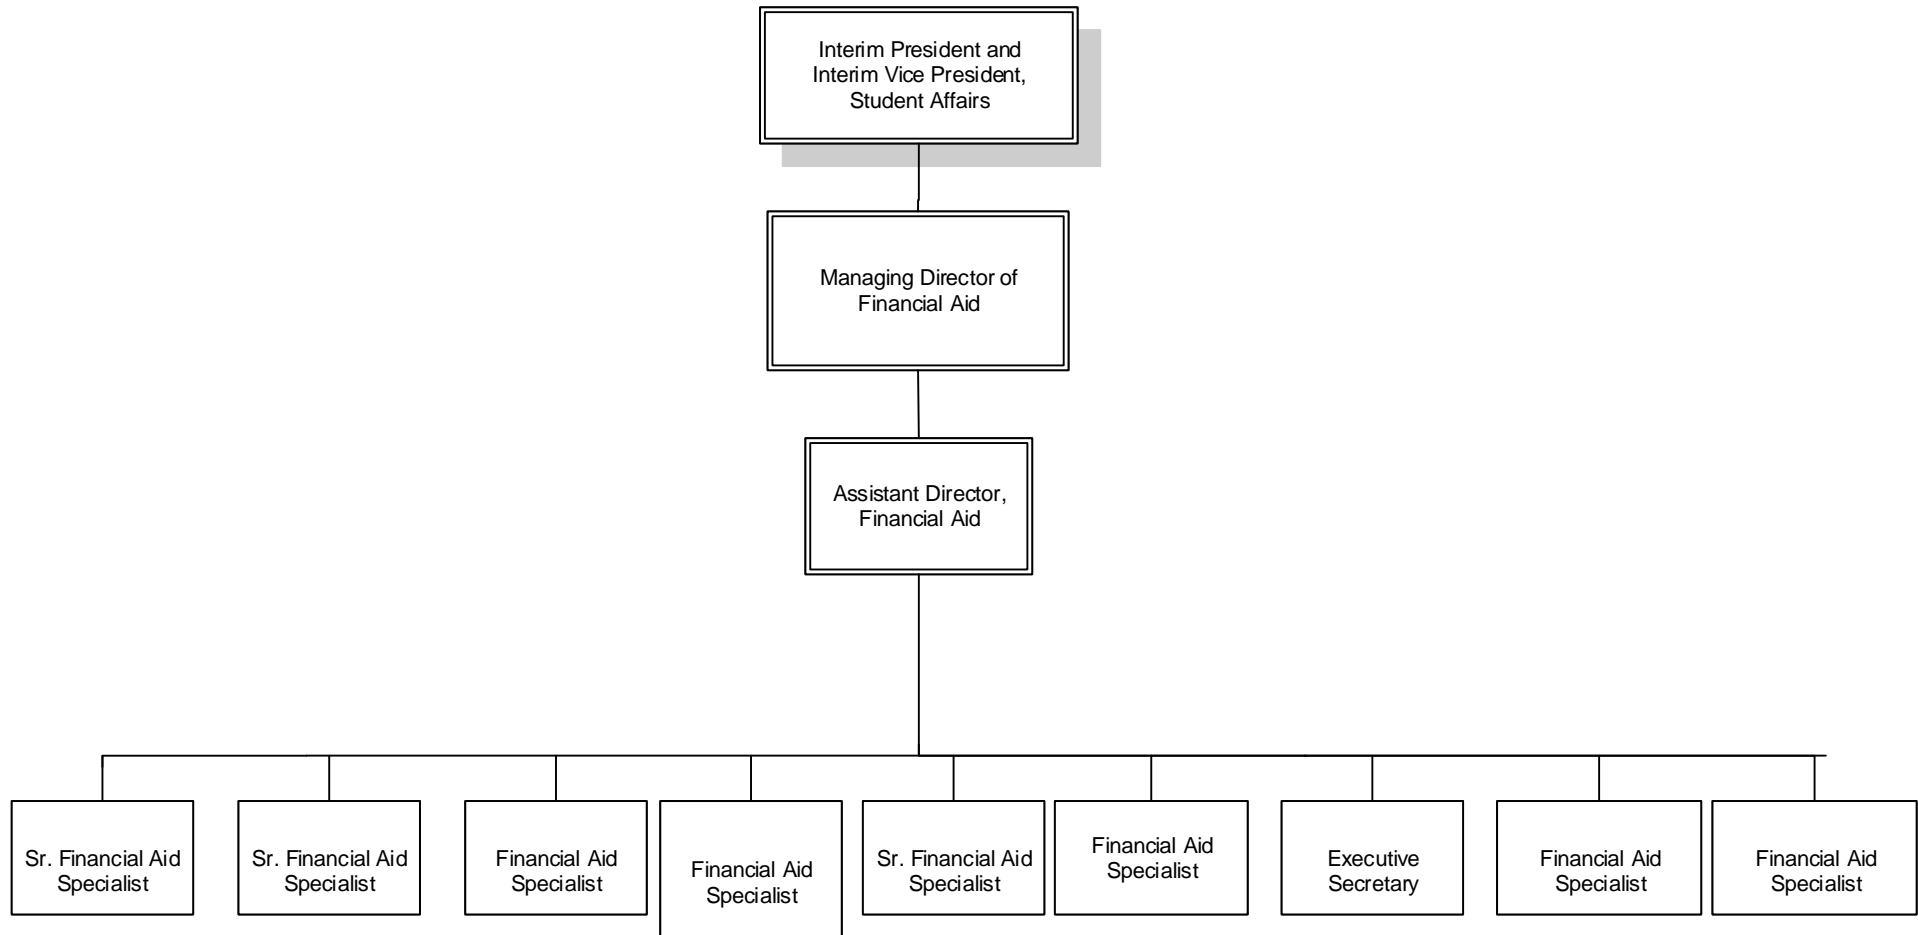 Interim President and
Interim Vice President,
Student Affairs
Managing Director of
Financial Aid
Assistant Director,
Financial Aid
Sr. Financial Aid
Specialist
Sr. Financial Aid
Specialist
Financial Aid
Specialist
Financial Aid
Specialist
Sr. Financial Aid
Specialist
Financial Aid
Specialist
Executive
Secretary
Financial Aid
Specialist
Financial Aid
Specialist